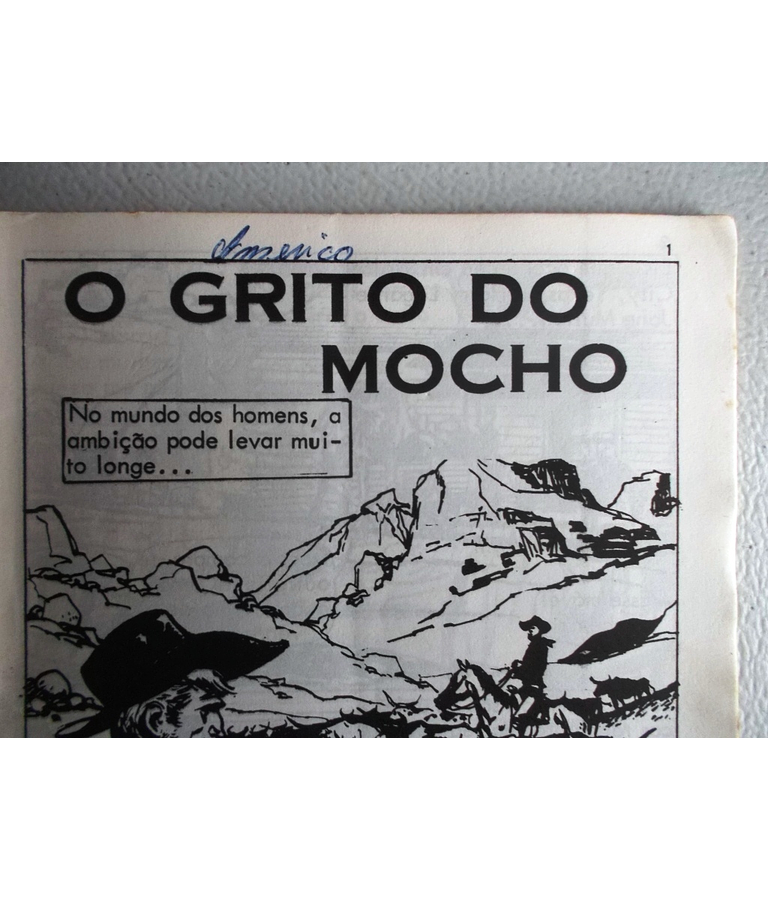 Americo
1
O GRITO DO
MOCHO
No mundo dos homens, a
ambição pode levar mui-
to longe...